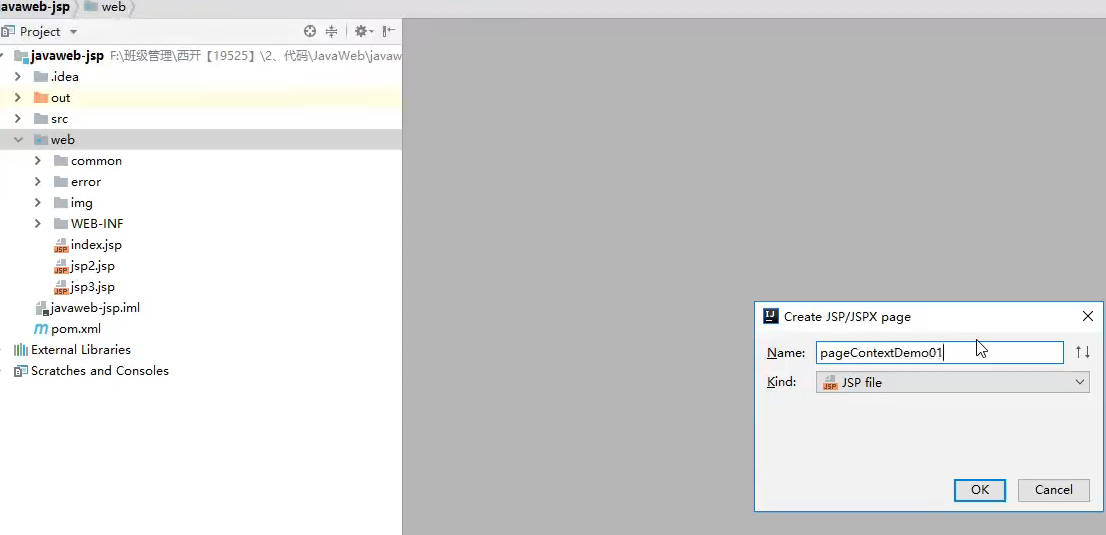 avaweb-jsp web
Project
javaweb-jsp F:\班级管理\西开【19525】\2、代码\JavaWeb\javaw
.idea
out
src
web
common
error
img
WEB-INF
index.jsp
jsp2.jsp
jsp3.jsp
javaweb-jsp.iml
pom.xml
External Libraries
Scratches and Consoles
Create JSP/JSPX page
Name: pageContextDemo01
Kind: JSP file
OK Cancel